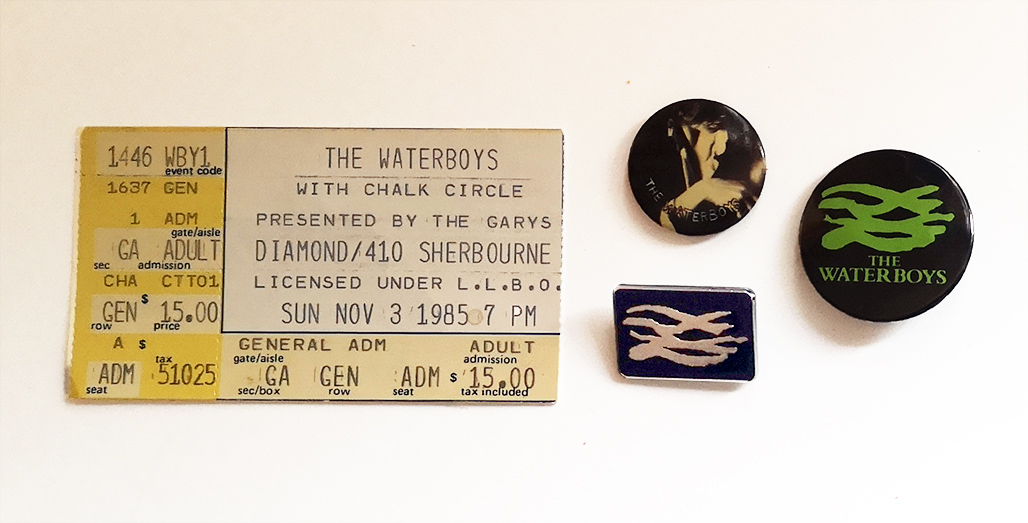 1446 WBY1
event code
1637 GEN
1 ADM
gate/aisle
GA ADULT
sec admission
CHA CTT01
$
GEN 15.00
row price
A $
tax
ADM 51025
seat
THE WATERBOYS
WITH CHALK CIRCLE
PRESENTED BY THE GARYS
DIAMOND/410 SHERBOURNE
LICENSED UNDER L.L.B.O.
SUN NOV 3 1985 7 PM
GENERAL ADM ADULT
gate/aisle admission
GA GEN ADM $ 15.00
sec/box row seat tax included
THE WATERBOYS
THE
WATERBOYS